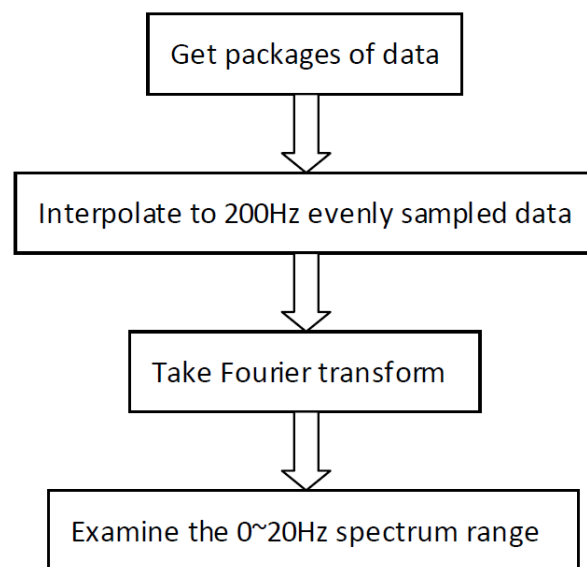 Get packages of data
Interpolate to 200Hz evenly sampled data
Take Fourier transform
Examine the 0~20Hz spectrum range